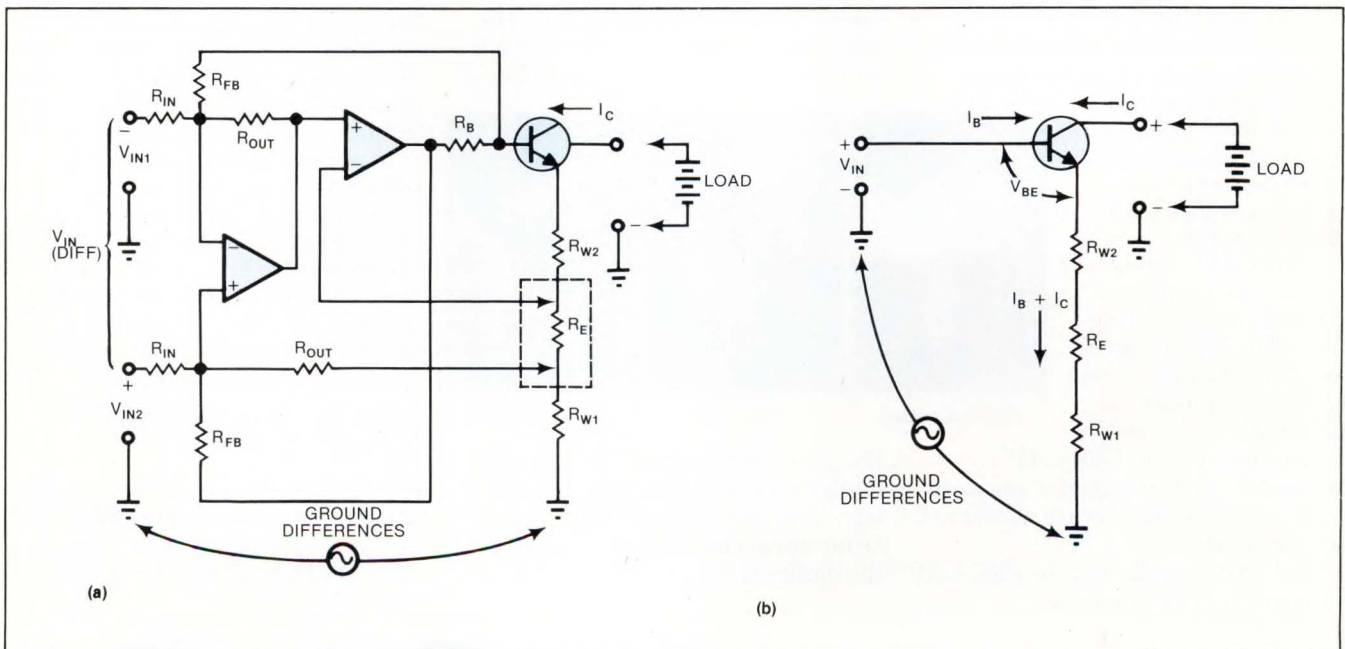 R_FB
R_IN
−
V_IN1
R_OUT
+
−
R_B
I_C
LOAD
−
V_IN
(DIFF)
−
+
R_W2
R_E
R_IN
+
V_IN2
R_OUT
R_FB
R_W1
GROUND
DIFFERENCES
(a)
I_C
I_B
+
V_IN
−
V_BE
+
LOAD
−
R_W2
I_B + I_C
R_E
R_W1
GROUND
DIFFERENCES
(b)